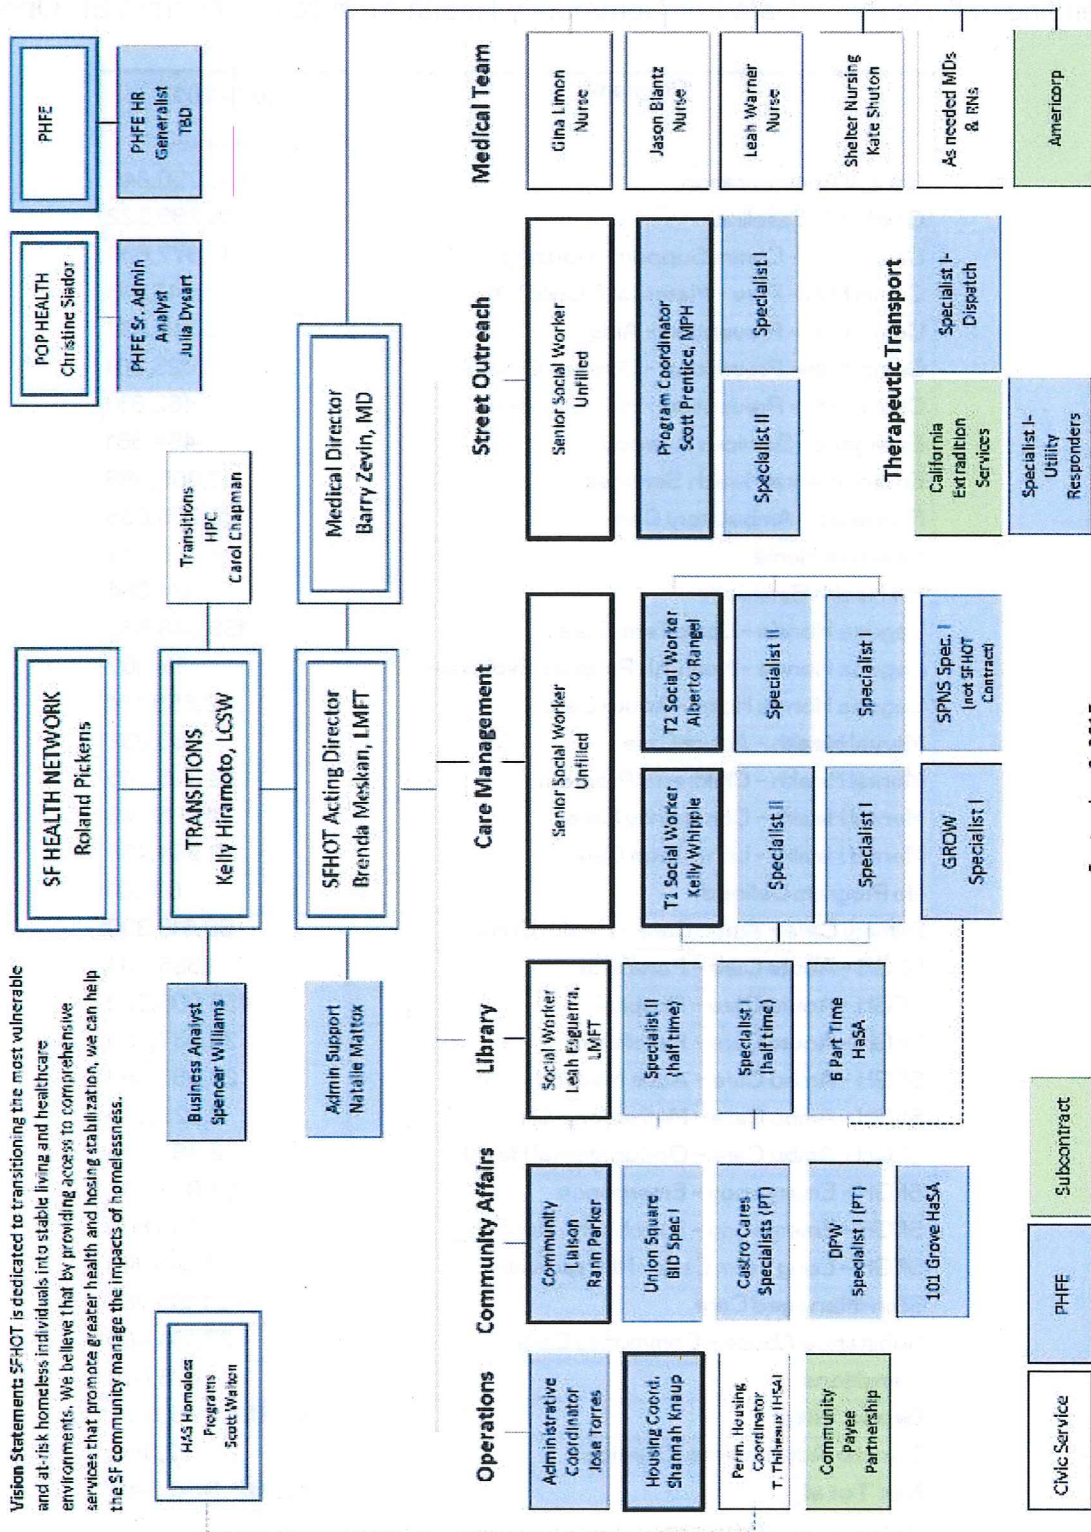 Vision Statement: SFHOT is dedicated to transitioning the most vulnerable
and at-risk homeless individuals into stable living and healthcare
environments. We believe that by providing access to comprehensive
services that promote greater health and hosing stabilization, we can help
the SF community manage the impacts of homelessness.
SF HEALTH NETWORK
Roland Pickens
POP HEALTH
Christine Siador
PHFE
PHFE Sr. Admin
Analyst
Julia Dysart
PHFE HR
Generalist
TBD
HAS Homeless
Programs
Scott Walton
Business Analyst
Spencer Williams
TRANSITIONS
Kelly Hiramoto, LCSW
Transitions
HPC
Carol Chapman
Admin Support
Natalie Mattox
SFHOT Acting Director
Brenda Meskan, LMFT
Medical Director
Barry Zevin, MD
Operations
Administrative
Coordinator
Jose Torres
Housing Coord.
Shannah Knaup
Perm. Housing
Coordinator
T. Thibeaux (HSA)
Community
Payee
Partnership
Community Affairs
Community
Liaison
Rann Parker
Union Square
BID Spec I
Castro Cares
Specialists (PT)
DPW
Specialist I (PT)
101 Grove HaSA
Library
Social Worker
Leah Esguerra,
LMFT
Specialist II
(half time)
Specialist I
(half time)
6 Part Time
HaSA
Care Management
Senior Social Worker
Unfilled
T1 Social Worker
Kelly Whipple
T2 Social Worker
Alberto Rangel
Specialist II
Specialist II
Specialist I
Specialist I
GROW
Specialist I
SPNS Spec. I
(not SFHOT
Contract)
Street Outreach
Senior Social Worker
Unfilled
Program Coordinator
Scott Prentice, MPH
Specialist II
Specialist I
Therapeutic Transport
California
Extradition
Services
Specialist I-
Dispatch
Specialist I-
Utility
Responders
Medical Team
Gina Limon
Nurse
Jason Blantz
Nurse
Leah Warner
Nurse
Shelter Nursing
Kate Shuton
As needed MDs
& RNs
Americorp
Civic Service
PHFE
Subcontract